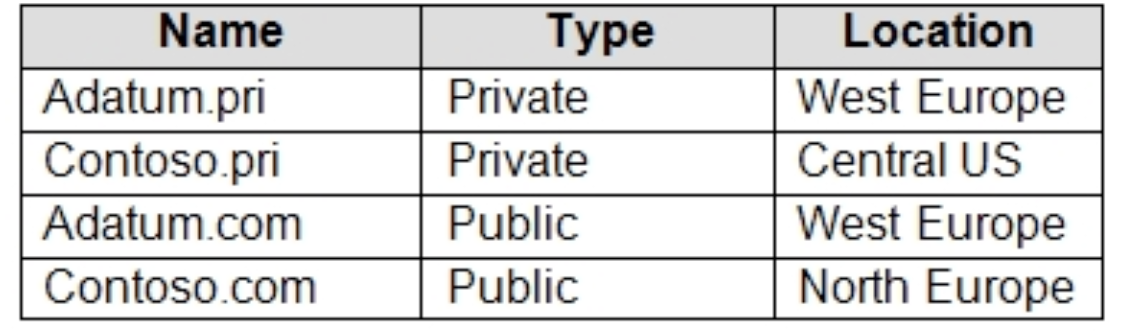 Name Type Location
Adatum.pri Private West Europe
Contoso.pri Private Central US
Adatum.com Public West Europe
Contoso.com Public North Europe